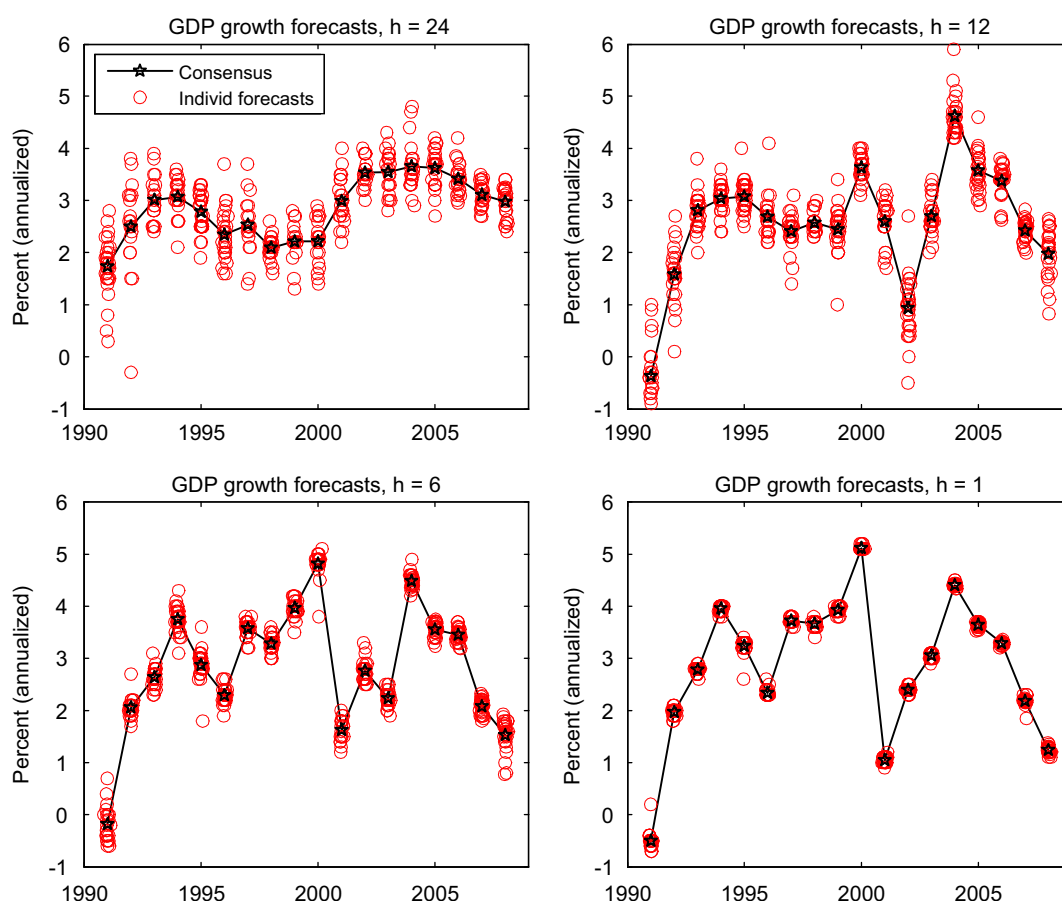 GDP growth forecasts, h = 24
Percent (annualized)
6
5
4
3
2
1
0
-1
Consensus
Individ forecasts
1990 1995 2000 2005
GDP growth forecasts, h = 12
Percent (annualized)
6
5
4
3
2
1
0
-1
1990 1995 2000 2005
GDP growth forecasts, h = 6
Percent (annualized)
6
5
4
3
2
1
0
-1
1990 1995 2000 2005
GDP growth forecasts, h = 1
Percent (annualized)
6
5
4
3
2
1
0
-1
1990 1995 2000 2005